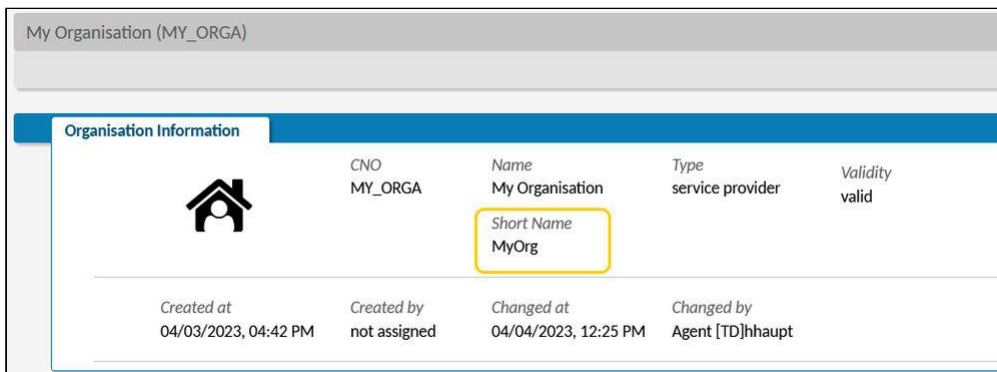 My Organisation (MY_ORGA)
Organisation Information
CNO Name Type Validity
MY_ORGA My Organisation service provider valid
Short Name
MyOrg
Created at Created by Changed at Changed by
04/03/2023, 04:42 PM not assigned 04/04/2023, 12:25 PM Agent [TD]hhaupt